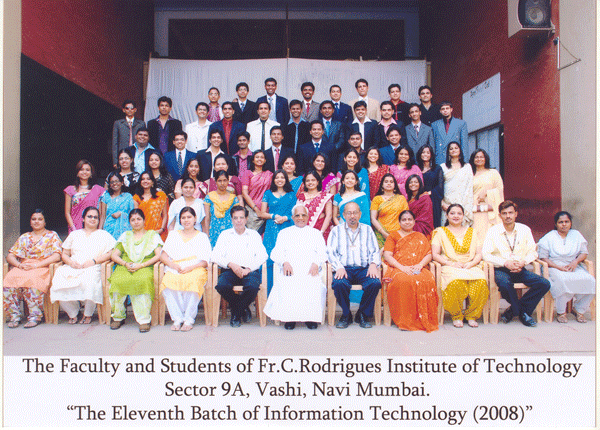 The Faculty and Students of Fr.C.Rodrigues Institute of Technology
Sector 9A, Vashi, Navi Mumbai.
“The Eleventh Batch of Information Technology (2008)”